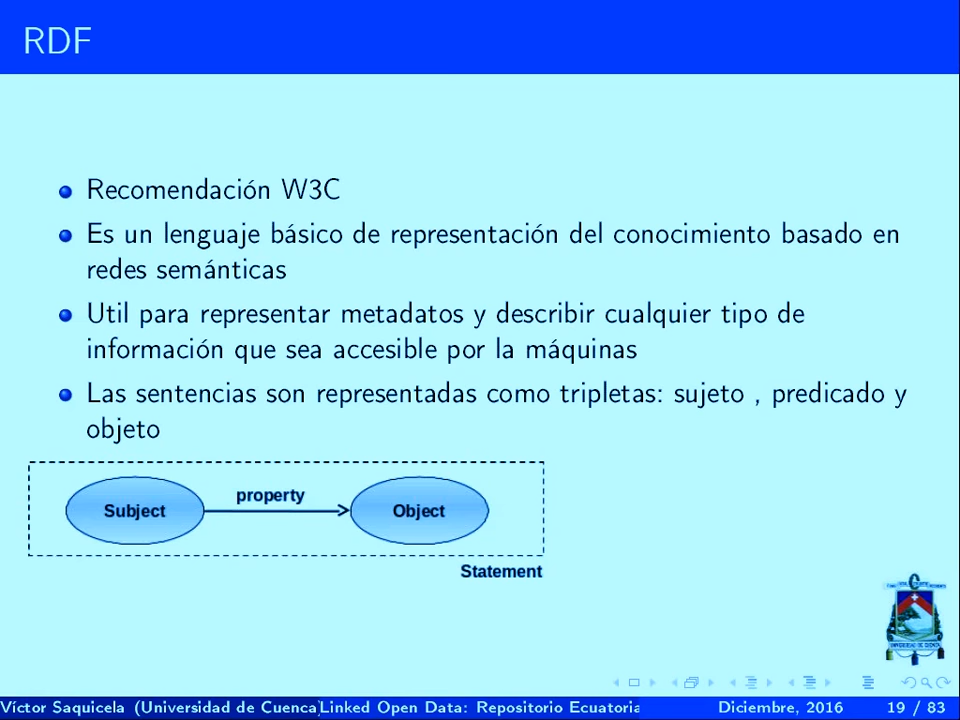 RDF
Recomendación W3C
Es un lenguaje básico de representación del conocimiento basado en
redes semánticas
Util para representar metadatos y describir cualquier tipo de
información que sea accesible por la máquinas
Las sentencias son representadas como tripletas: sujeto , predicado y
objeto
property
Subject
Object
Statement
UNIVERSIDAD DE CUENCA
Víctor Saquicela (Universidad de Cuenca) Linked Open Data: Repositorio Ecuatoria Diciembre, 2016 19 / 83